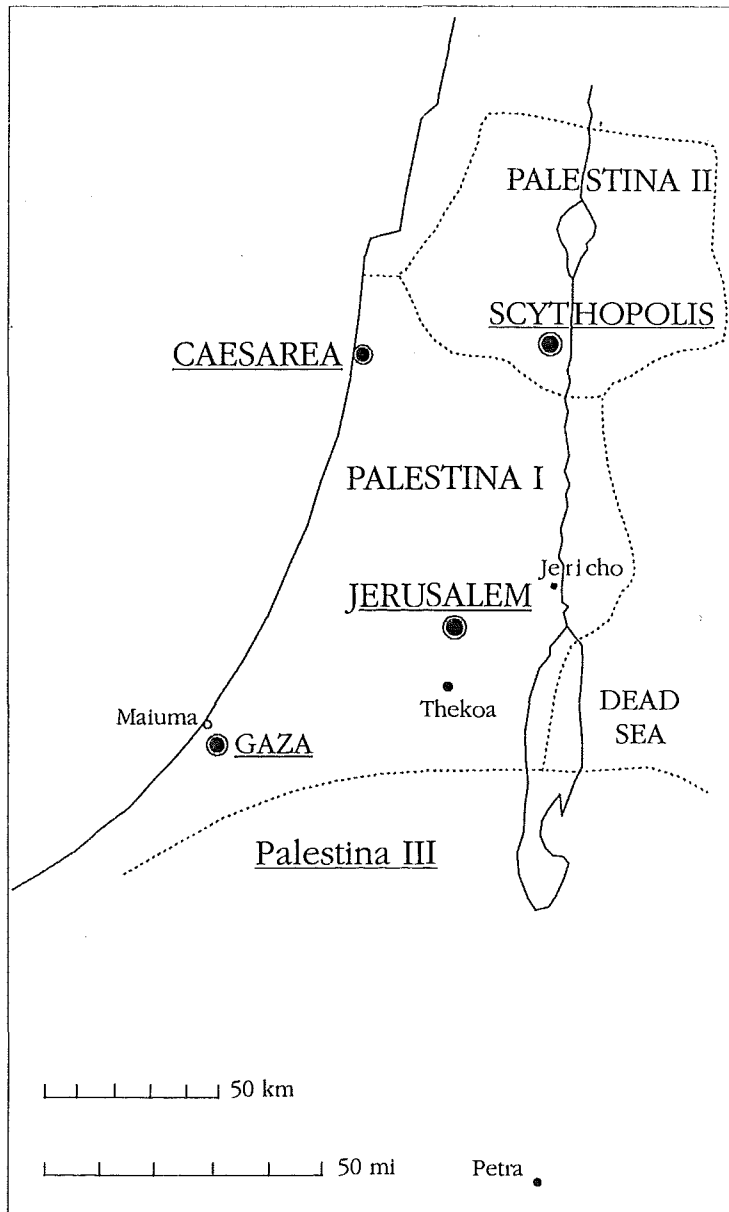 PALESTINA II
SCYTHOPOLIS
CAESAREA
PALESTINA I
Jericho
JERUSALEM
Thekoa
DEAD
SEA
Maiuma
GAZA
Palestina III
50 km
50 mi
Petra